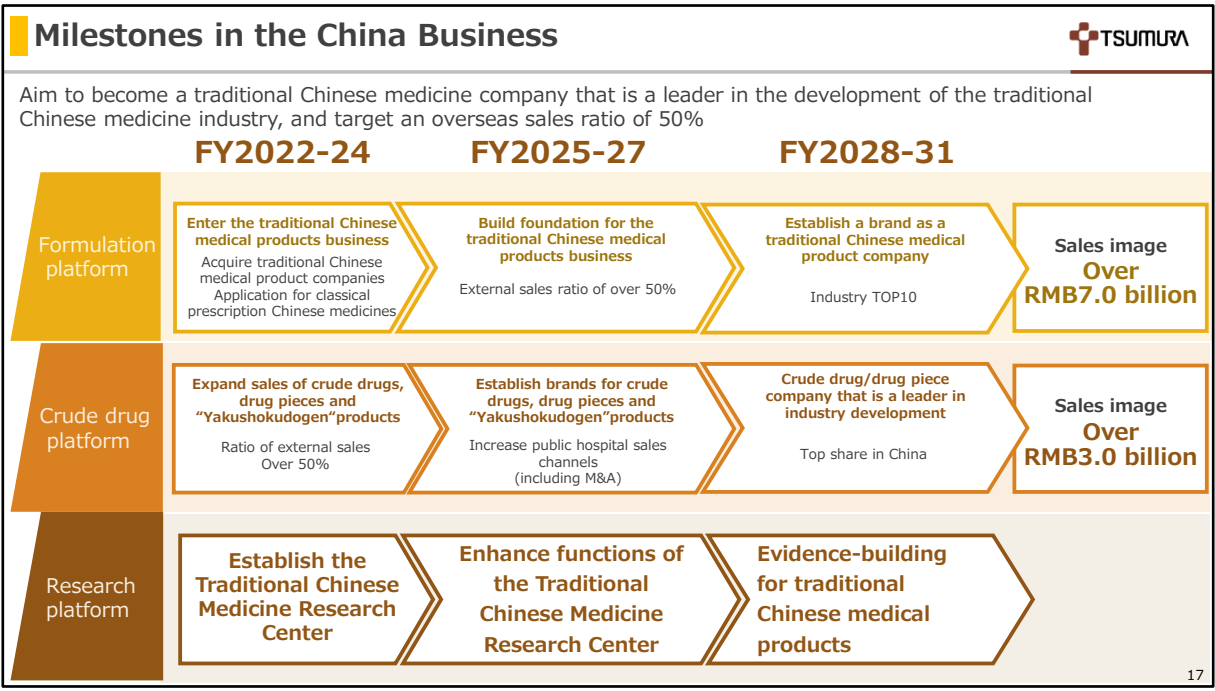 Milestones in the China Business
TSUMURA
Aim to become a traditional Chinese medicine company that is a leader in the development of the traditional
Chinese medicine industry, and target an overseas sales ratio of 50%
FY2022-24
FY2025-27
FY2028-31
Formulation
platform
Enter the traditional Chinese
medical products business
Acquire traditional Chinese
medical product companies
Application for classical
prescription Chinese medicines
Build foundation for the
traditional Chinese medical
products business
External sales ratio of over 50%
Establish a brand as a
traditional Chinese medical
product company
Industry TOP10
Sales image
Over
RMB7.0 billion
Crude drug
platform
Expand sales of crude drugs,
drug pieces and
“Yakushokudogen“products
Ratio of external sales
Over 50%
Establish brands for crude
drugs, drug pieces and
“Yakushokudogen”products
Increase public hospital sales
channels
(including M&A)
Crude drug/drug piece
company that is a leader in
industry development
Top share in China
Sales image
Over
RMB3.0 billion
Research
platform
Establish the
Traditional Chinese
Medicine Research
Center
Enhance functions of
the Traditional
Chinese Medicine
Research Center
Evidence-building
for traditional
Chinese medical
products
17